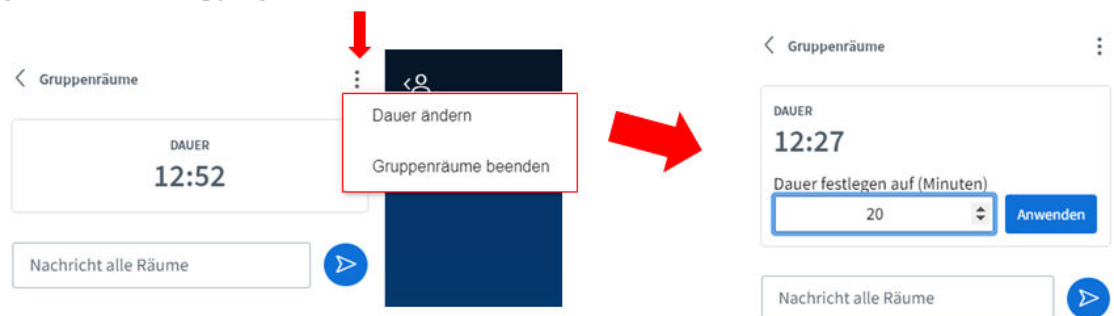 Gruppenräume
DAUER
12:52
Nachricht alle Räume
Dauer ändern
Gruppenräume beenden
Gruppenräume
DAUER
12:27
Dauer festlegen auf (Minuten)
20
Anwenden
Nachricht alle Räume